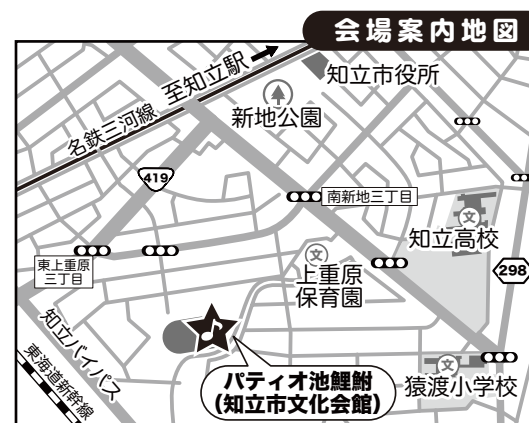 会場案内地図
至知立駅
知立市役所
名鉄三河線
新地公園
419
南新地三丁目
文
知立高校
文
上重原
保育園
東上重原
三丁目
298
知立バイパス
東海道新幹線
パティオ池鯉鮒
(知立市文化会館)
文
猿渡小学校